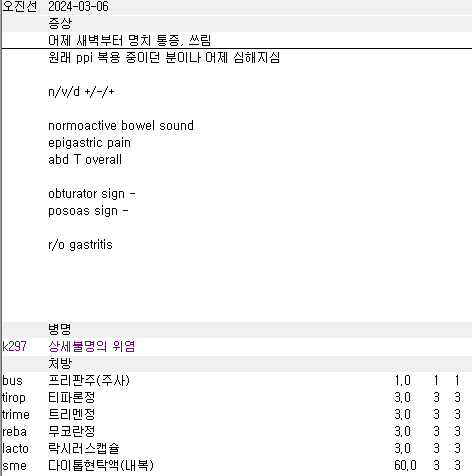 오진선 2024-03-06
증상
어제 새벽부터 명치 통증, 쓰림
원래 ppi 복용 중이던 분이나 어제 심해지심
n/v/d +/-/+
normoactive bowel sound
epigastric pain
abd T overall
obturator sign -
posoas sign -
r/o gastritis
병명
k297 상세불명의 위염
처방
bus 프리판주(주사) 1.0 1 1
tirop 티파론정 3.0 3 3
trime 트리멘정 3.0 3 3
reba 무코란정 3.0 3 3
lacto 락시러스캡슐 3.0 3 3
sme 다이톱현탁액(내복) 60.0 3 3